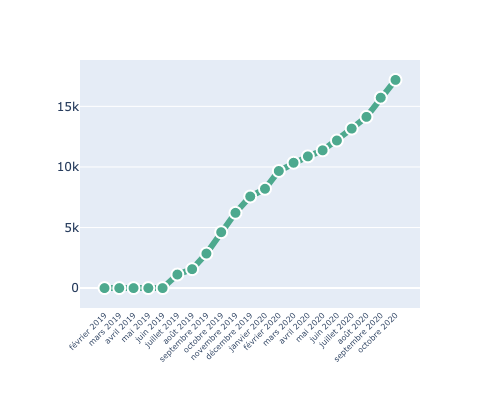 15k
10k
5k
0
février 2019
mars 2019
avril 2019
mai 2019
juin 2019
juillet 2019
août 2019
septembre 2019
octobre 2019
novembre 2019
décembre 2019
janvier 2020
février 2020
mars 2020
avril 2020
mai 2020
juin 2020
juillet 2020
août 2020
septembre 2020
octobre 2020